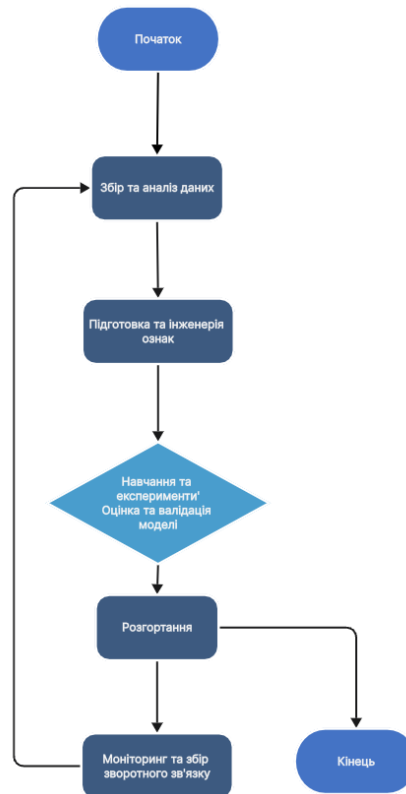 Початок
Збір та аналіз даних
Підготовка та інженерія
ознак
Навчання та
експерименти'
Оцінка та валідація
моделі
Розгортання
Моніторинг та збір
зворотного зв'язку
Кінець